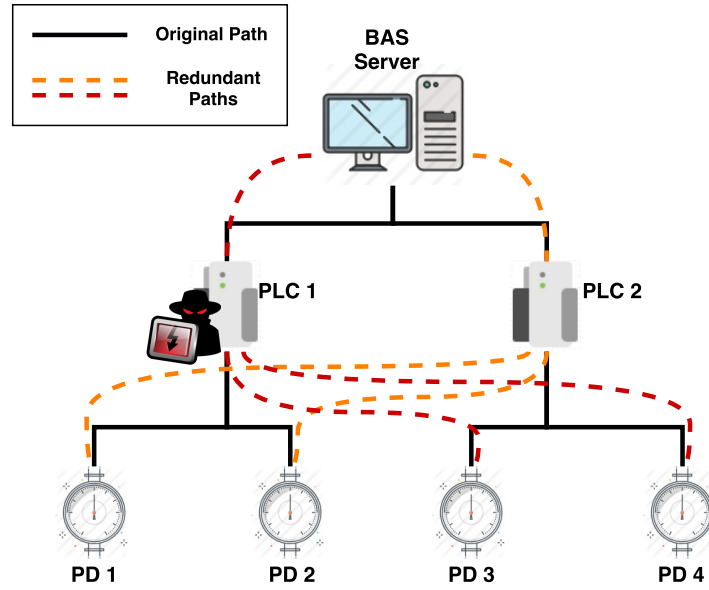 Original Path
Redundant
Paths
BAS
Server
PLC 1
PLC 2
PD 1
PD 2
PD 3
PD 4